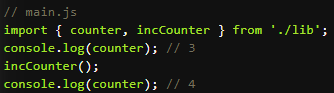 // main.js
import { counter, incCounter } from './lib';
console.log(counter); // 3
incCounter();
console.log(counter); // 4